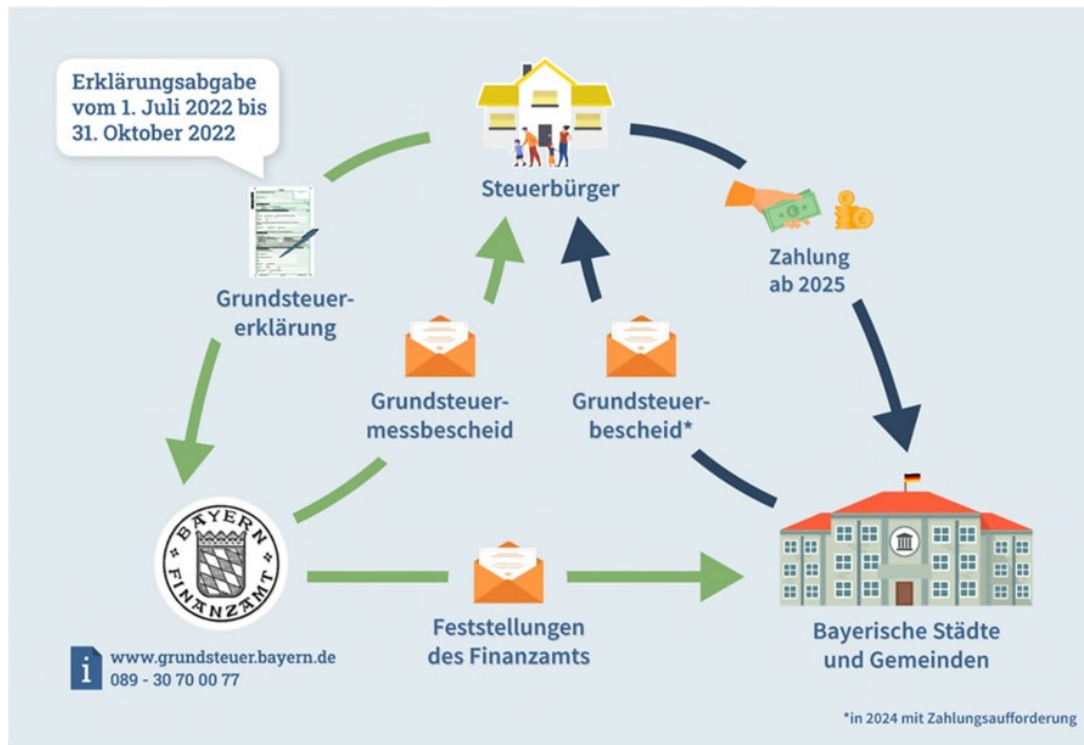 Erklärungsabgabe
vom 1. Juli 2022 bis
31. Oktober 2022
Steuerbürger
Zahlung
ab 2025
Grundsteuer-
erklärung
Grundsteuer-
messbescheid
Grundsteuer-
bescheid*
BAYERN
FINANZAMT
Feststellungen
des Finanzamts
Bayerische Städte
und Gemeinden
i
www.grundsteuer.bayern.de
089 - 30 70 00 77
*in 2024 mit Zahlungsaufforderung